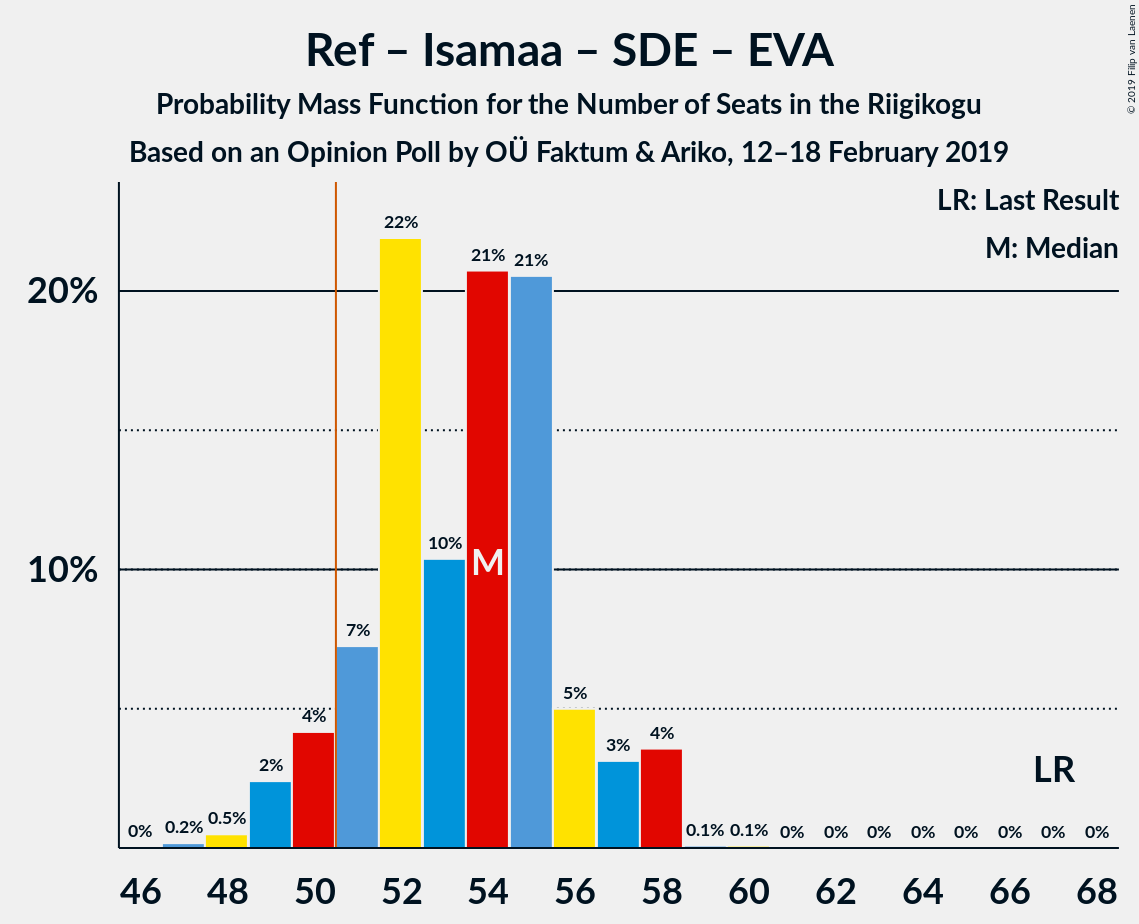 Ref – Isamaa – SDE – EVA
Probability Mass Function for the Number of Seats in the Riigikogu
Based on an Opinion Poll by OÜ Faktum & Ariko, 12–18 February 2019
© 2019 Filip van Laenen
LR: Last Result
M: Median
20%
10%
0%
0.2%
0.5%
2%
4%
7%
22%
10%
21%
21%
5%
3%
4%
0.1%
0.1%
0%
0%
0%
0%
0%
0%
0%
0%
M
LR
46 48 50 52 54 56 58 60 62 64 66 68